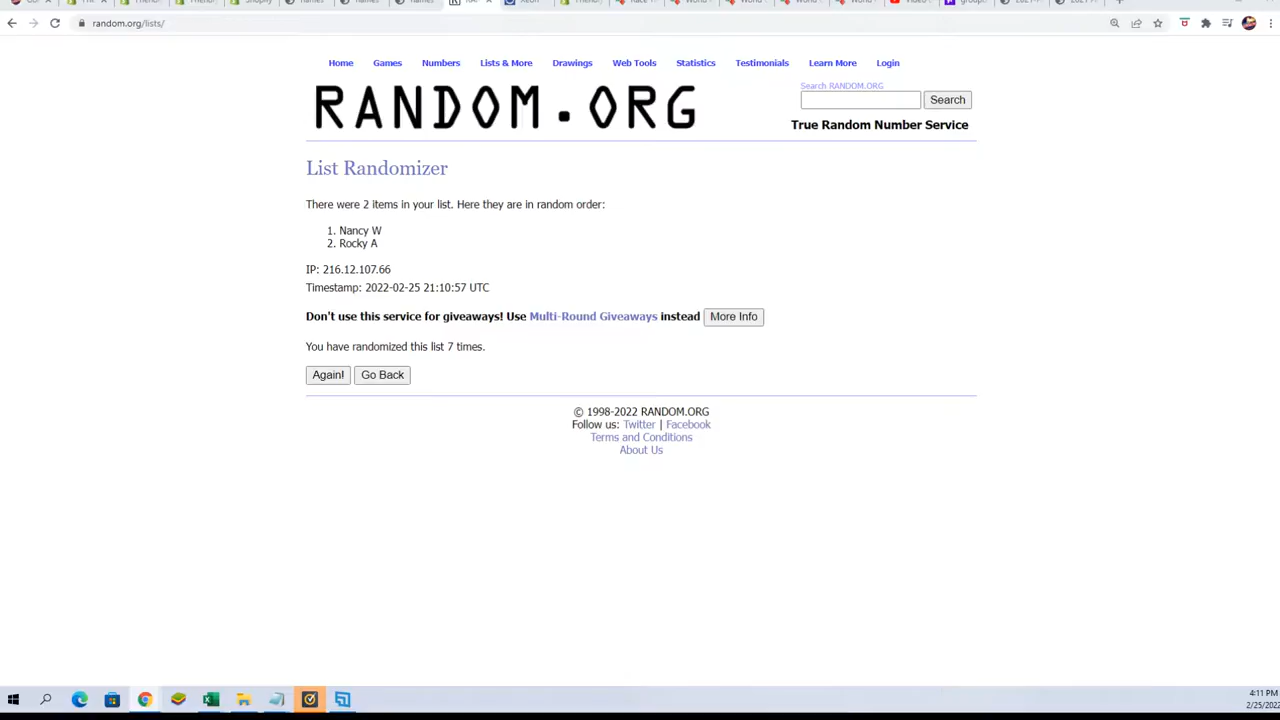 random.org/lists/
Home Games Numbers Lists & More Drawings Web Tools Statistics Testimonials Learn More Login
Search RANDOM.ORG
RANDOM.ORG
Search
True Random Number Service
List Randomizer
There were 2 items in your list. Here they are in random order:
1. Nancy W
2. Rocky A
IP: 216.12.107.66
Timestamp: 2022-02-25 21:10:57 UTC
Don't use this service for giveaways! Use Multi-Round Giveaways instead More Info
You have randomized this list 7 times.
Again! Go Back
© 1998-2022 RANDOM.ORG
Follow us: Twitter | Facebook
Terms and Conditions
About Us
4:11 PM